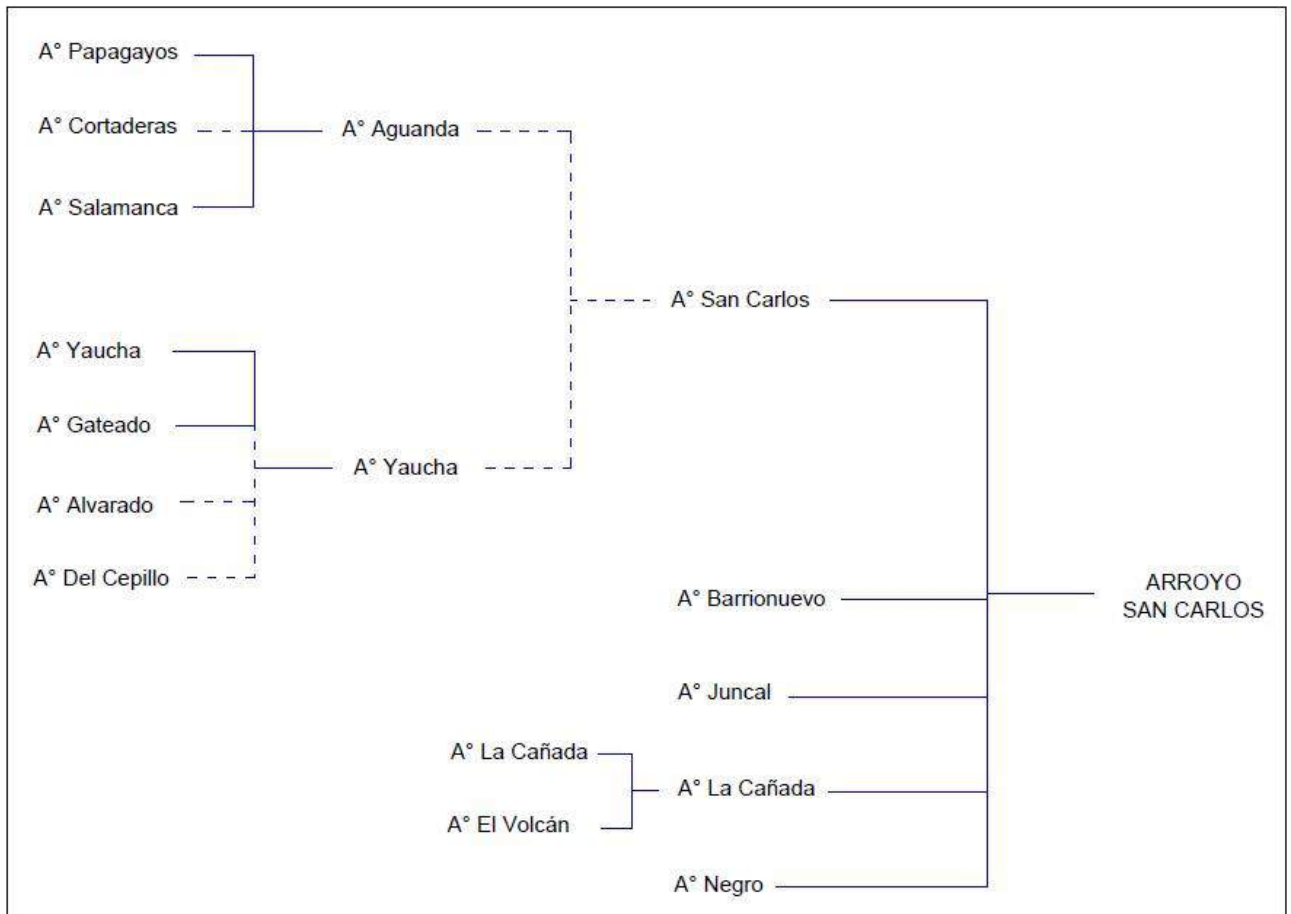 A° Papagayos
A° Cortaderas
A° Aguanda
A° Salamanca
A° San Carlos
A° Yaucha
A° Gateado
A° Yaucha
A° Alvarado
A° Del Cepillo
A° Barrionuevo
ARROYO
SAN CARLOS
A° Juncal
A° La Cañada
A° La Cañada
A° El Volcán
A° Negro